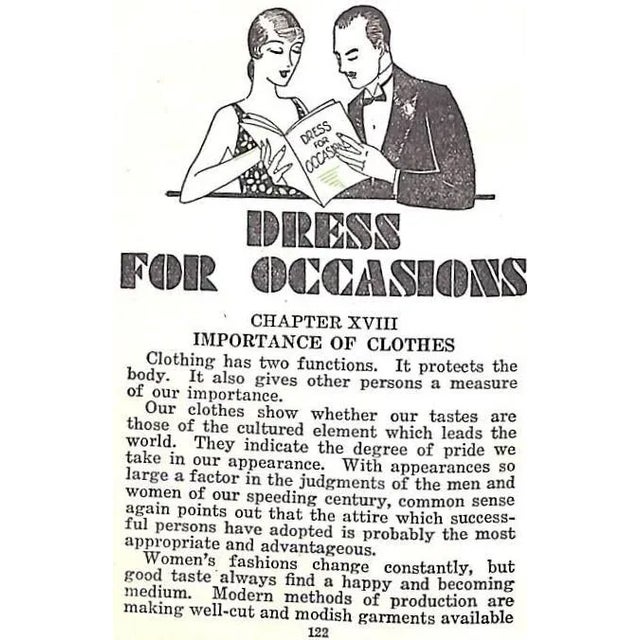 DRESS
FOR
OCCASIONS
DRESS
FOR OCCASIONS
CHAPTER XVIII
IMPORTANCE OF CLOTHES
Clothing has two functions. It protects the
body. It also gives other persons a measure
of our importance.
Our clothes show whether our tastes are
those of the cultured element which leads the
world. They indicate the degree of pride we
take in our appearance. With appearances so
large a factor in the judgments of the men and
women of our speeding century, common sense
again points out that the attire which success-
ful persons have adopted is probably the most
appropriate and advantageous.
Women's fashions change constantly, but
good taste always find a happy and becoming
medium. Modern methods of production are
making well-cut and modish garments available
122